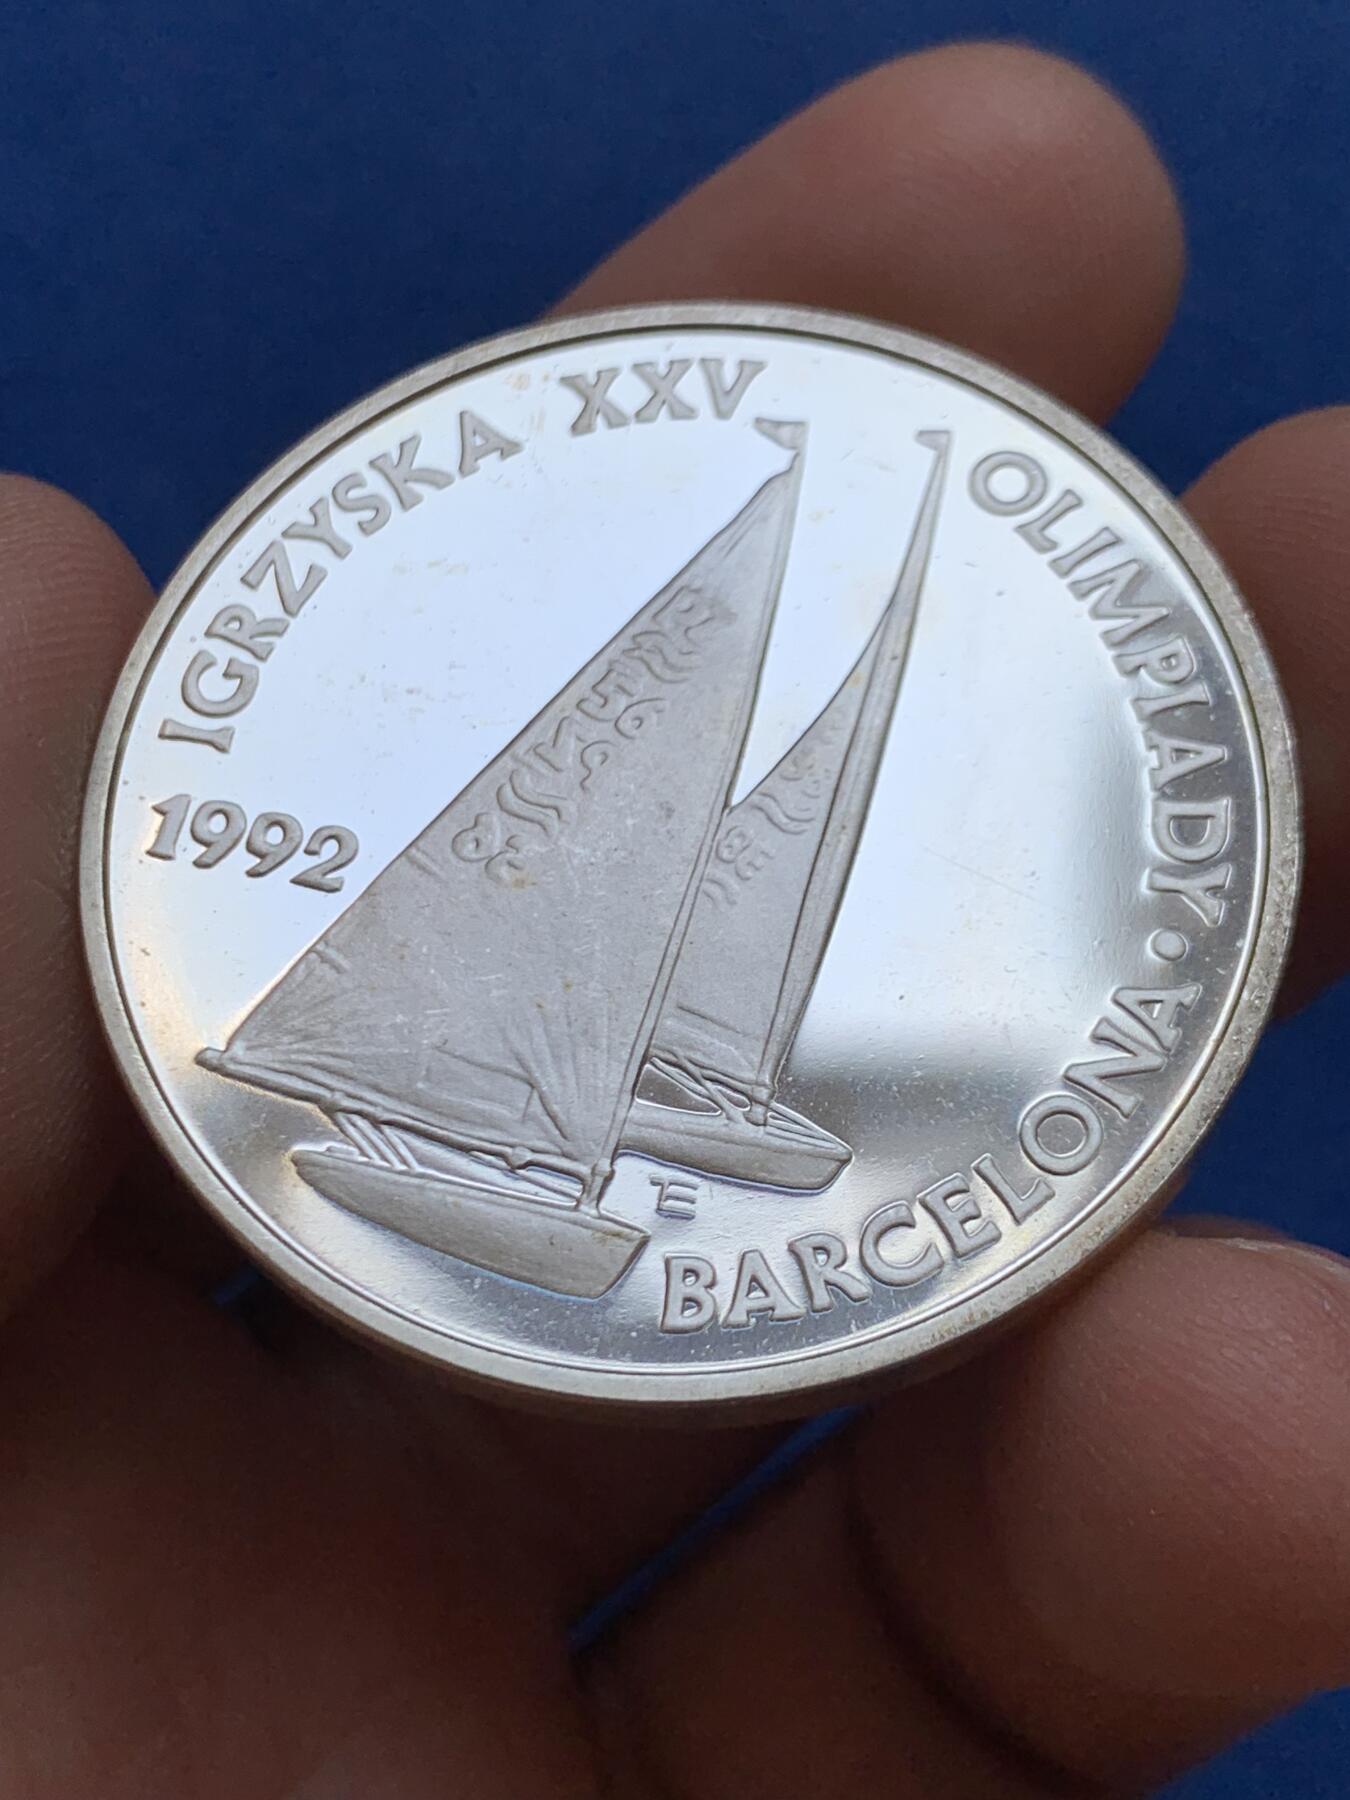 IGRZYSKA XXV OLIMPIADY • BARCELONA
1992